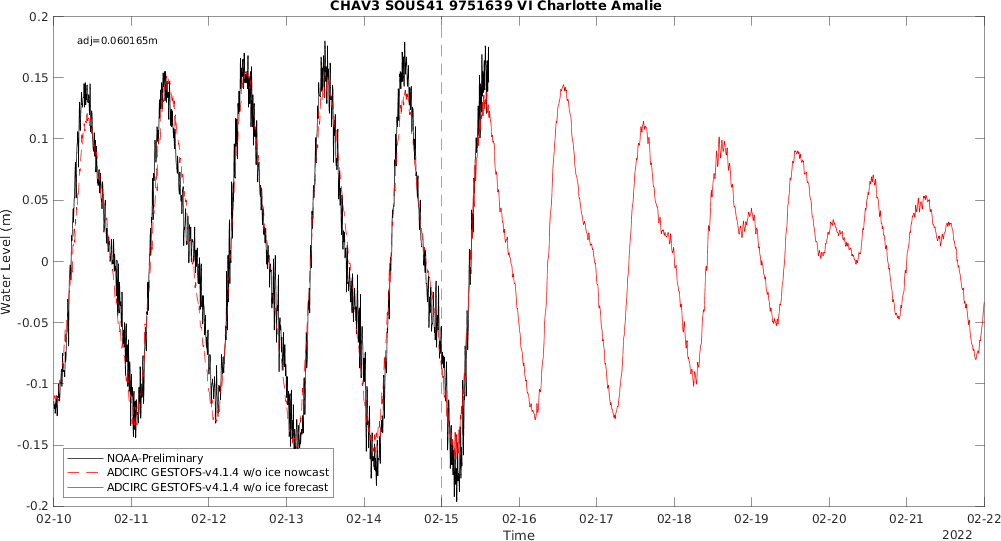 CHAV3 SOUS41 9751639 VI Charlotte Amalie
adj=0.060165m
0.2
0.15
0.1
0.05
0
-0.05
-0.1
-0.15
-0.2
Water Level (m)
NOAA-Preliminary
ADCIRC GESTOFS-v4.1.4 w/o ice nowcast
ADCIRC GESTOFS-v4.1.4 w/o ice forecast
02-10 02-11 02-12 02-13 02-14 02-15 02-16 02-17 02-18 02-19 02-20 02-21 02-22
Time
2022